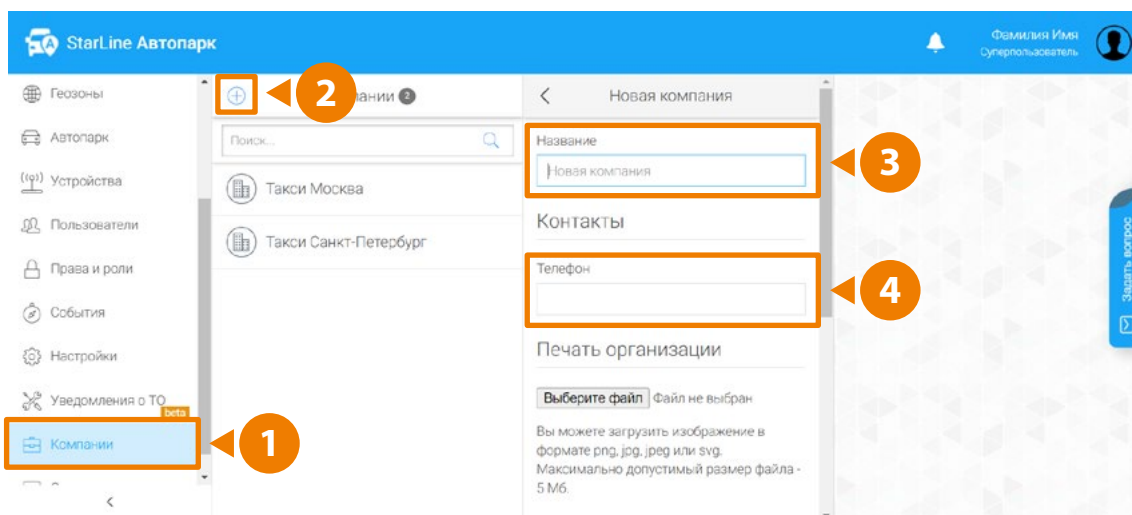 StarLine Автопарк
Фамилия Имя
Суперпользователь
Геозоны
Автопарк
Устройства
Пользователи
Права и роли
События
Настройки
Уведомления о ТО
beta
Компании
1
2
2
Поиск...
Такси Москва
Такси Санкт-Петербург
Новая компания
Название
Новая компания
3
Контакты
Телефон
4
Печать организации
Выберите файл Файл не выбран
Вы можете загрузить изображение в
формате png, jpg, jpeg или svg.
Максимально допустимый размер файла -
5 Мб.
Задать вопрос